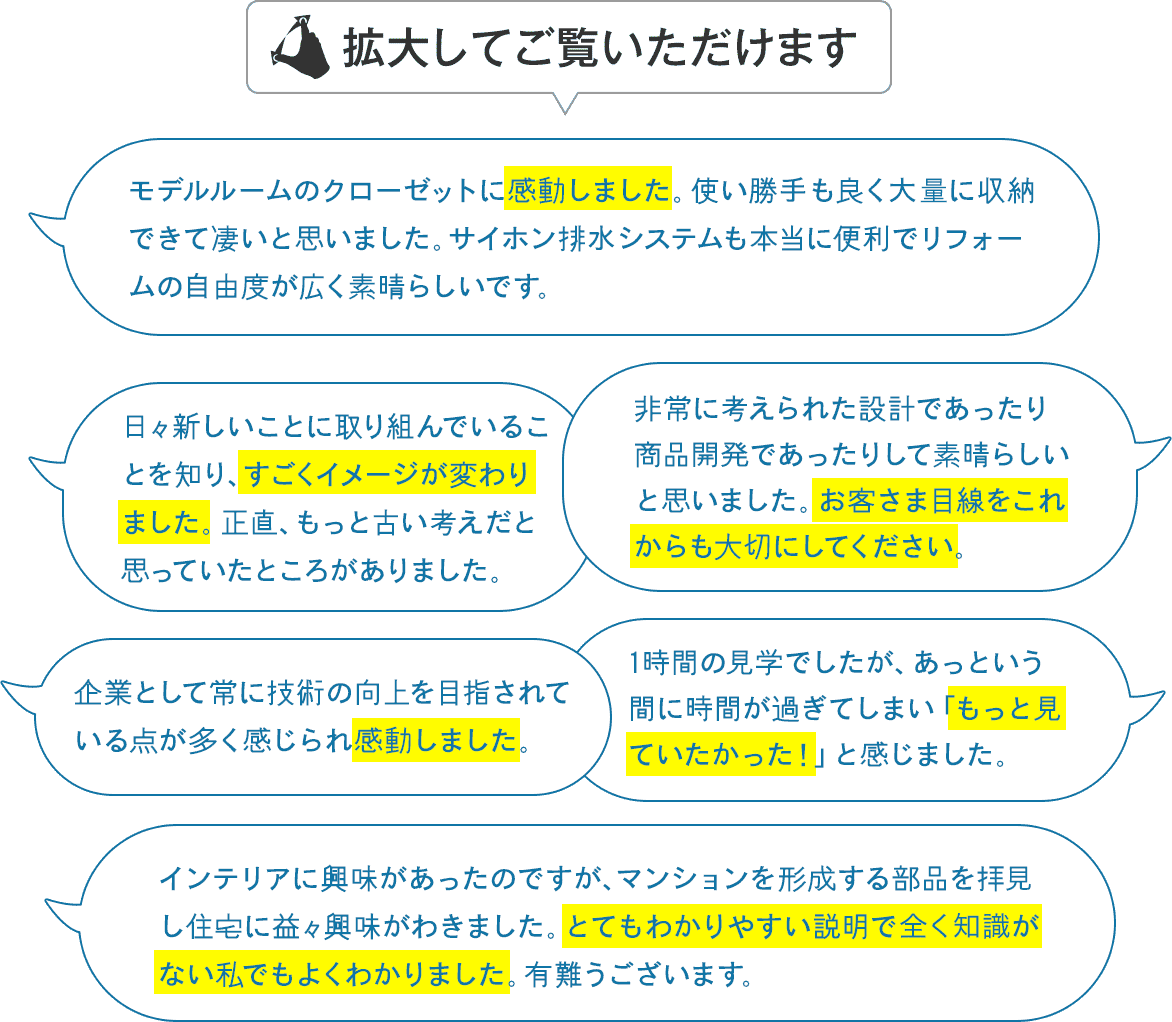 拡大してご覧いただけます
モデルルームのクローゼットに感動しました。使い勝手も良く大量に収納
できて凄いと思いました。サイホン排水システムも本当に便利でリフォー
ムの自由度が広く素晴らしいです。
日々新しいことに取り組んでいるこ
とを知り、すごくイメージが変わり
ました。正直、もっと古い考えだと
思っていたところがありました。
非常に考えられた設計であったり
商品開発であったりして素晴らしい
と思いました。お客さま目線をこれ
からも大切にしてください。
企業として常に技術の向上を目指されて
いる点が多く感じられ感動しました。
1時間の見学でしたが、あっという
間に時間が過ぎてしまい「もっと見
ていたかった!」と感じました。
インテリアに興味があったのですが、マンションを形成する部品を拝見
し住宅に益々興味がわきました。とてもわかりやすい説明で全く知識が
ない私でもよくわかりました。有難うございます。